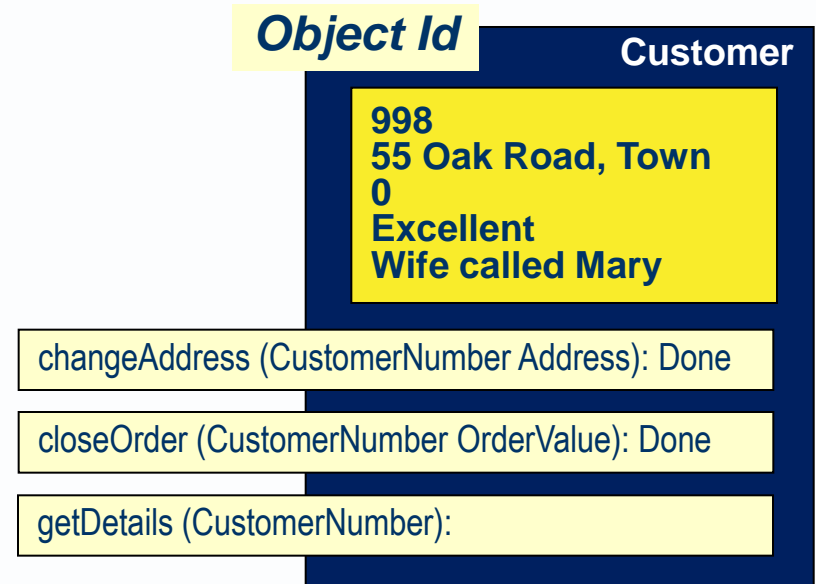 Object Id
Customer
998
55 Oak Road, Town
0
Excellent
Wife called Mary
changeAddress (CustomerNumber Address): Done
closeOrder (CustomerNumber OrderValue): Done
getDetails (CustomerNumber):